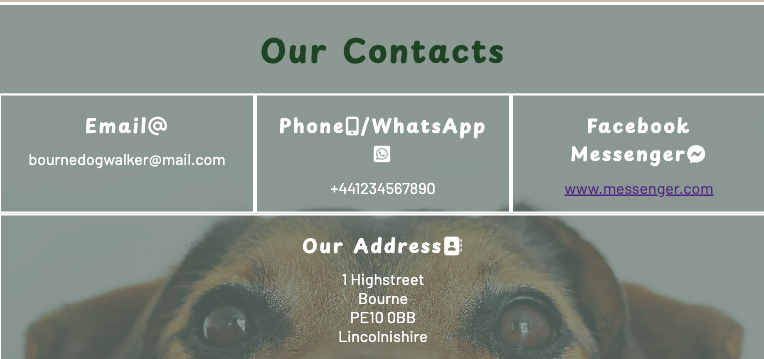 Our Contacts
Email@
bournedogwalker@mail.com
Phone/WhatsApp
+441234567890
Facebook
Messenger
www.messenger.com
Our Address
1 Highstreet
Bourne
PE10 0BB
Lincolnishire